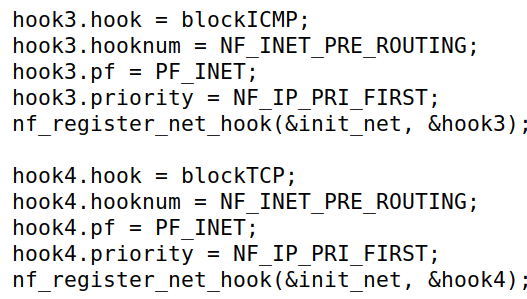 hook3.hook = blockICMP;
hook3.hooknum = NF_INET_PRE_ROUTING;
hook3.pf = PF_INET;
hook3.priority = NF_IP_PRI_FIRST;
nf_register_net_hook(&init_net, &hook3);

hook4.hook = blockTCP;
hook4.hooknum = NF_INET_PRE_ROUTING;
hook4.pf = PF_INET;
hook4.priority = NF_IP_PRI_FIRST;
nf_register_net_hook(&init_net, &hook4);